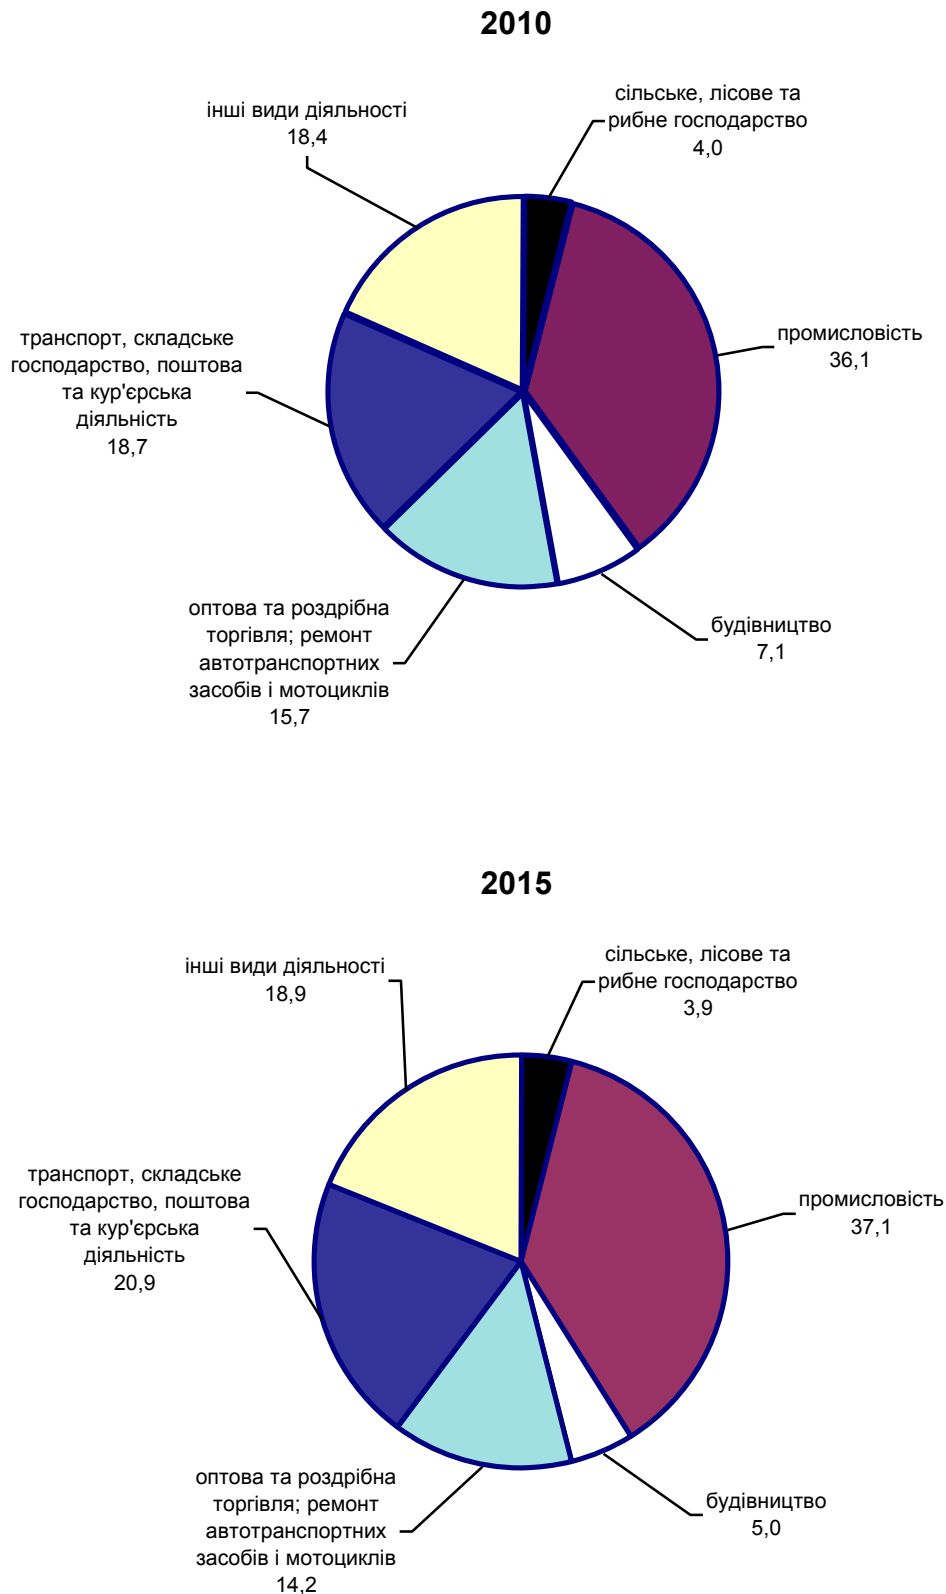 2010
інші види діяльності
18,4
сільське, лісове та
рибне господарство
4,0
транспорт, складське
господарство, поштова
та кур'єрська
діяльність
18,7
промисловість
36,1
оптова та роздрібна
торгівля; ремонт
автотранспортних
засобів і мотоциклів
15,7
будівництво
7,1
2015
інші види діяльності
18,9
сільське, лісове та
рибне господарство
3,9
транспорт, складське
господарство, поштова
та кур'єрська
діяльність
20,9
промисловість
37,1
оптова та роздрібна
торгівля; ремонт
автотранспортних
засобів і мотоциклів
14,2
будівництво
5,0